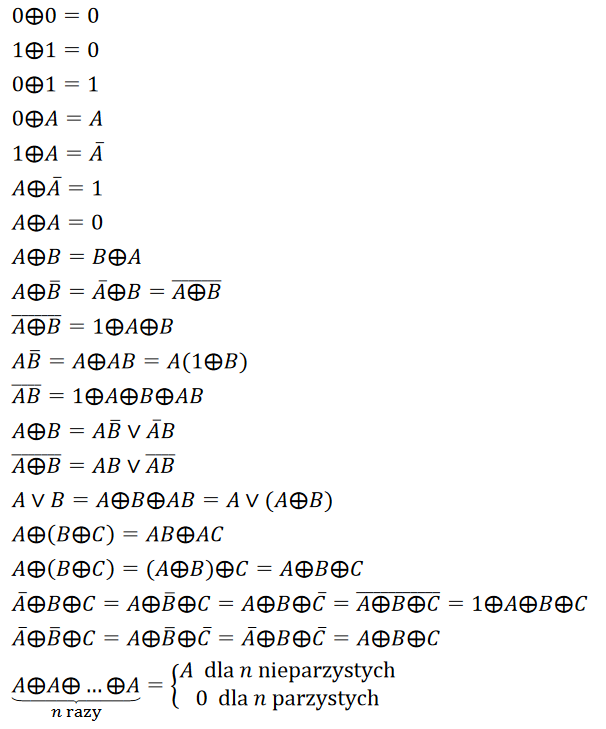 0⊕0 = 0
1⊕1 = 0
0⊕1 = 1
0⊕A = A
1⊕A = A̅
A⊕A̅ = 1
A⊕A = 0
A⊕B = B⊕A
A⊕B̅ = A̅⊕B = \overline{A⊕B}
\overline{A⊕B} = 1⊕A⊕B
AB̅ = A⊕AB = A(1⊕B)
\overline{AB} = 1⊕A⊕B⊕AB
A⊕B = AB̅ ∨ A̅B
\overline{A⊕B} = AB ∨ \overline{AB}
A ∨ B = A⊕B⊕AB = A ∨ (A⊕B)
A⊕(B⊕C) = AB⊕AC
A⊕(B⊕C) = (A⊕B)⊕C = A⊕B⊕C
A̅⊕B⊕C = A⊕B̅⊕C = A⊕B⊕C̅ = \overline{A⊕B⊕C} = 1⊕A⊕B⊕C
A̅⊕B̅⊕C = A⊕B̅⊕C̅ = A̅⊕B⊕C̅ = A⊕B⊕C
A⊕A⊕ … ⊕A = { A dla n nieparzystych
0 dla n parzystych
n razy